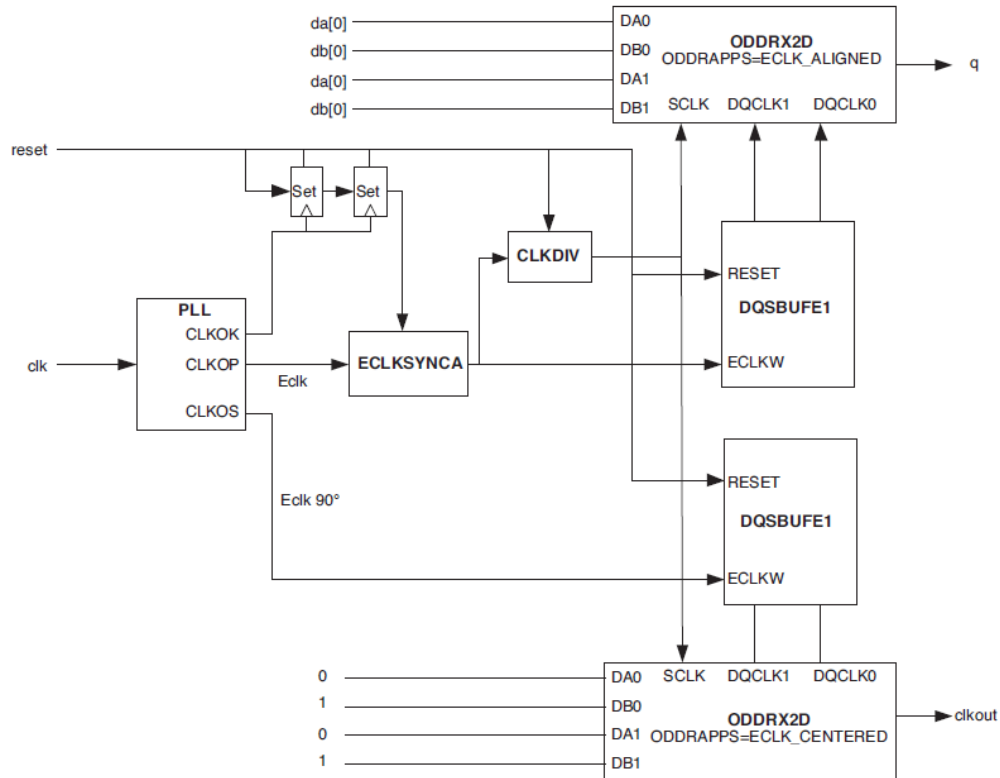 da[0]
db[0]
da[0]
db[0]
DA0
DB0
DA1
DB1
ODDRX2D
ODDRAPPS=ECLK_ALIGNED
SCLK
DQCLK1
DQCLK0
q
reset
Set
Set
CLKDIV
RESET
DQSBUFE1
ECLKW
PLL
CLKOK
CLKOP
CLKOS
clk
Eclk
ECLKSYNCA
Eclk 90°
RESET
DQSBUFE1
ECLKW
0
1
0
1
DA0
DB0
DA1
DB1
SCLK
DQCLK1
DQCLK0
ODDRX2D
ODDRAPPS=ECLK_CENTERED
clkout